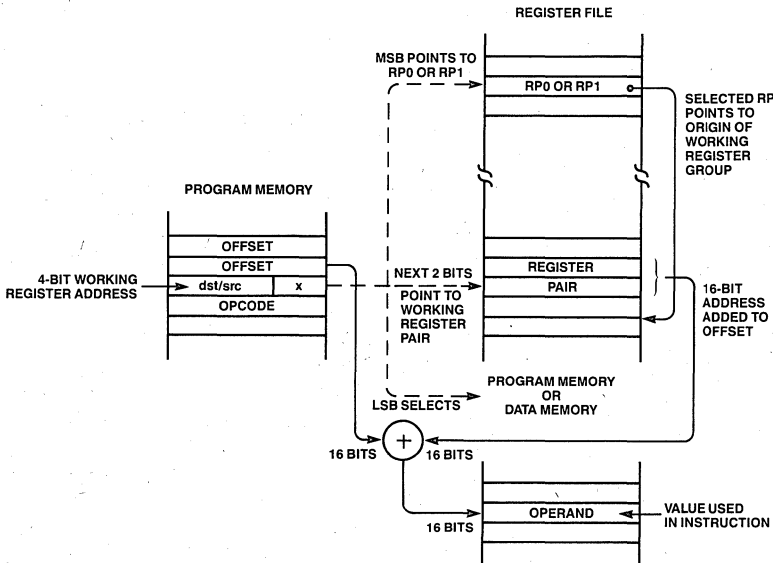 REGISTER FILE
MSB POINTS TO
RP0 OR RP1
RP0 OR RP1
SELECTED RP
POINTS TO
ORIGIN OF
WORKING
REGISTER
GROUP
PROGRAM MEMORY
OFFSET
OFFSET
4-BIT WORKING
REGISTER ADDRESS
dst/src
x
OPCODE
NEXT 2 BITS
POINT TO
WORKING
REGISTER
PAIR
REGISTER
PAIR
16-BIT
ADDRESS
ADDED TO
OFFSET
LSB SELECTS
PROGRAM MEMORY
OR
DATA MEMORY
+
16 BITS
16 BITS
16 BITS
OPERAND
VALUE USED
IN INSTRUCTION